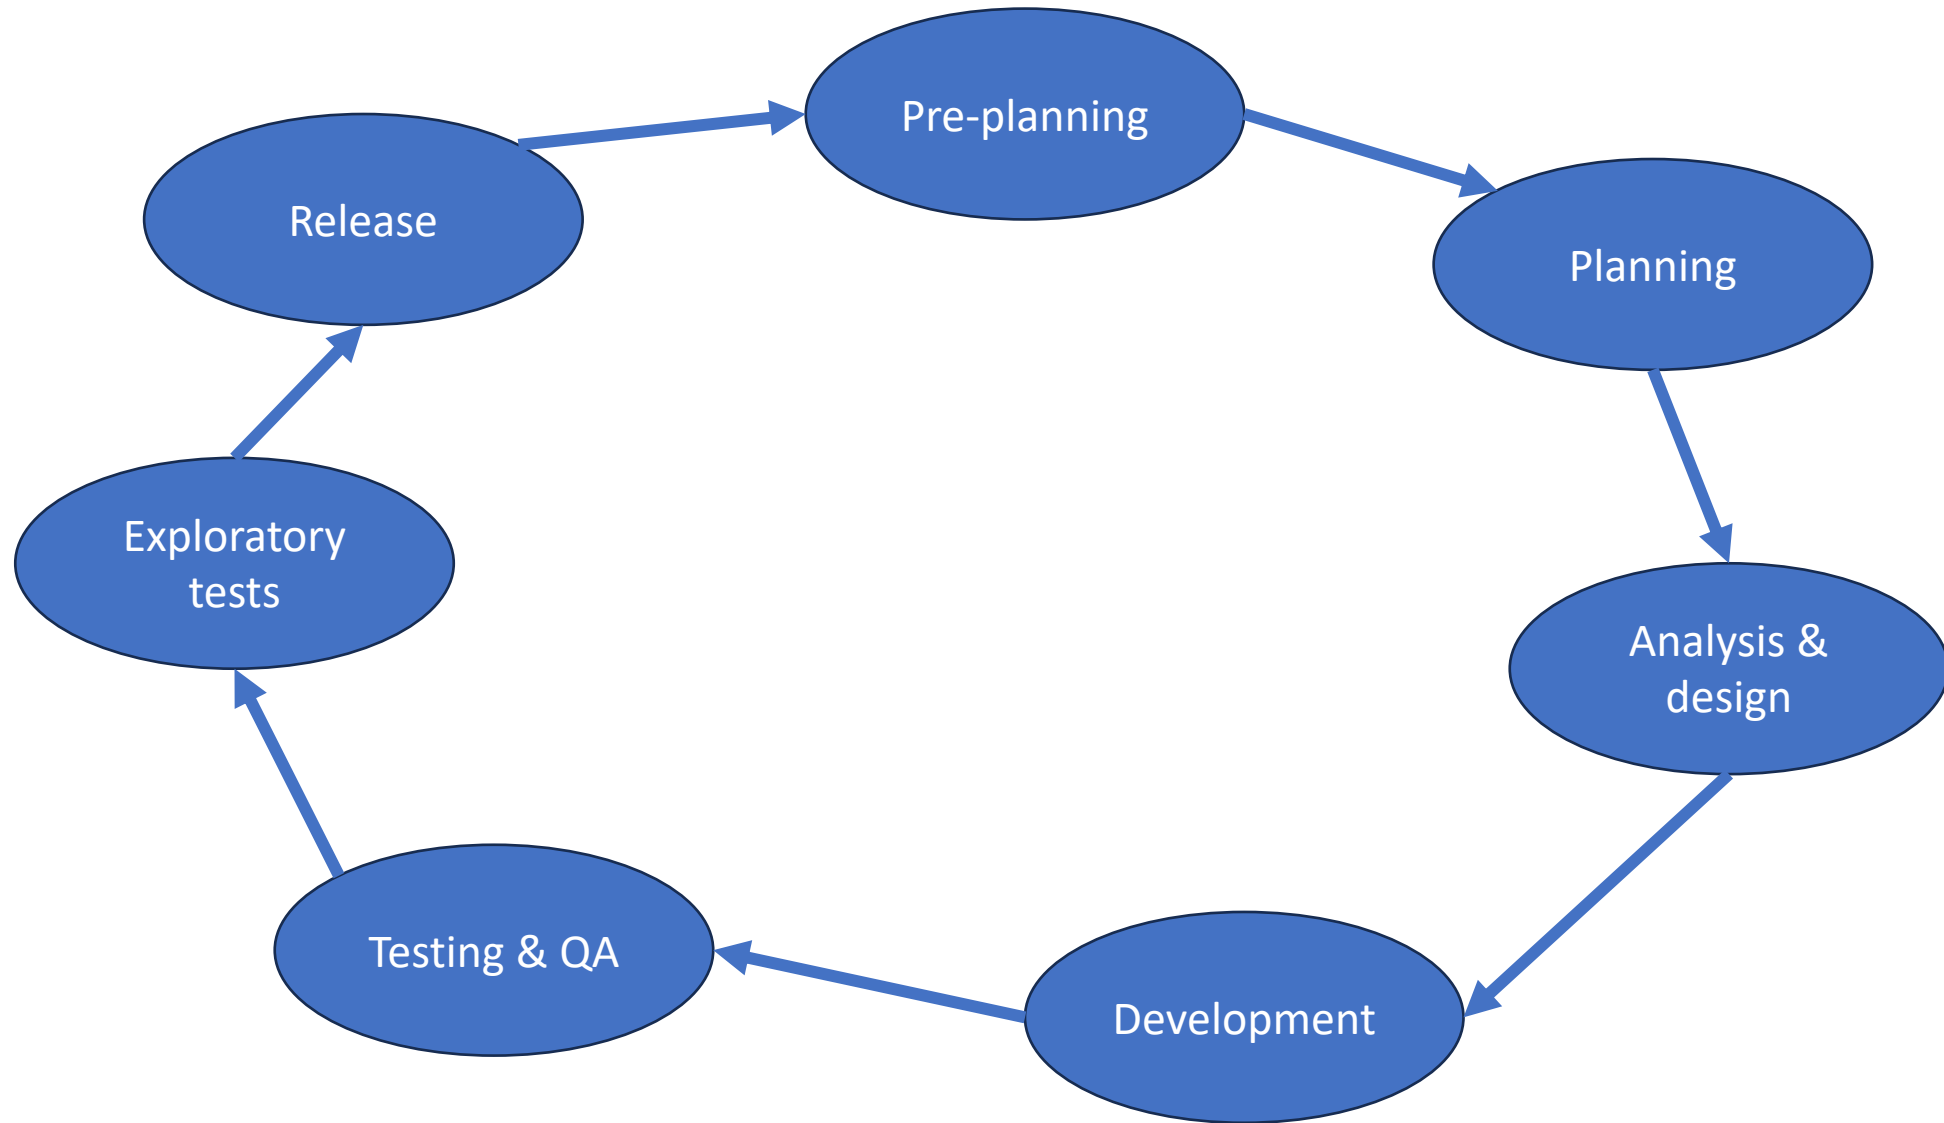 Pre-planning
Planning
Analysis &
design
Development
Testing & QA
Exploratory
tests
Release